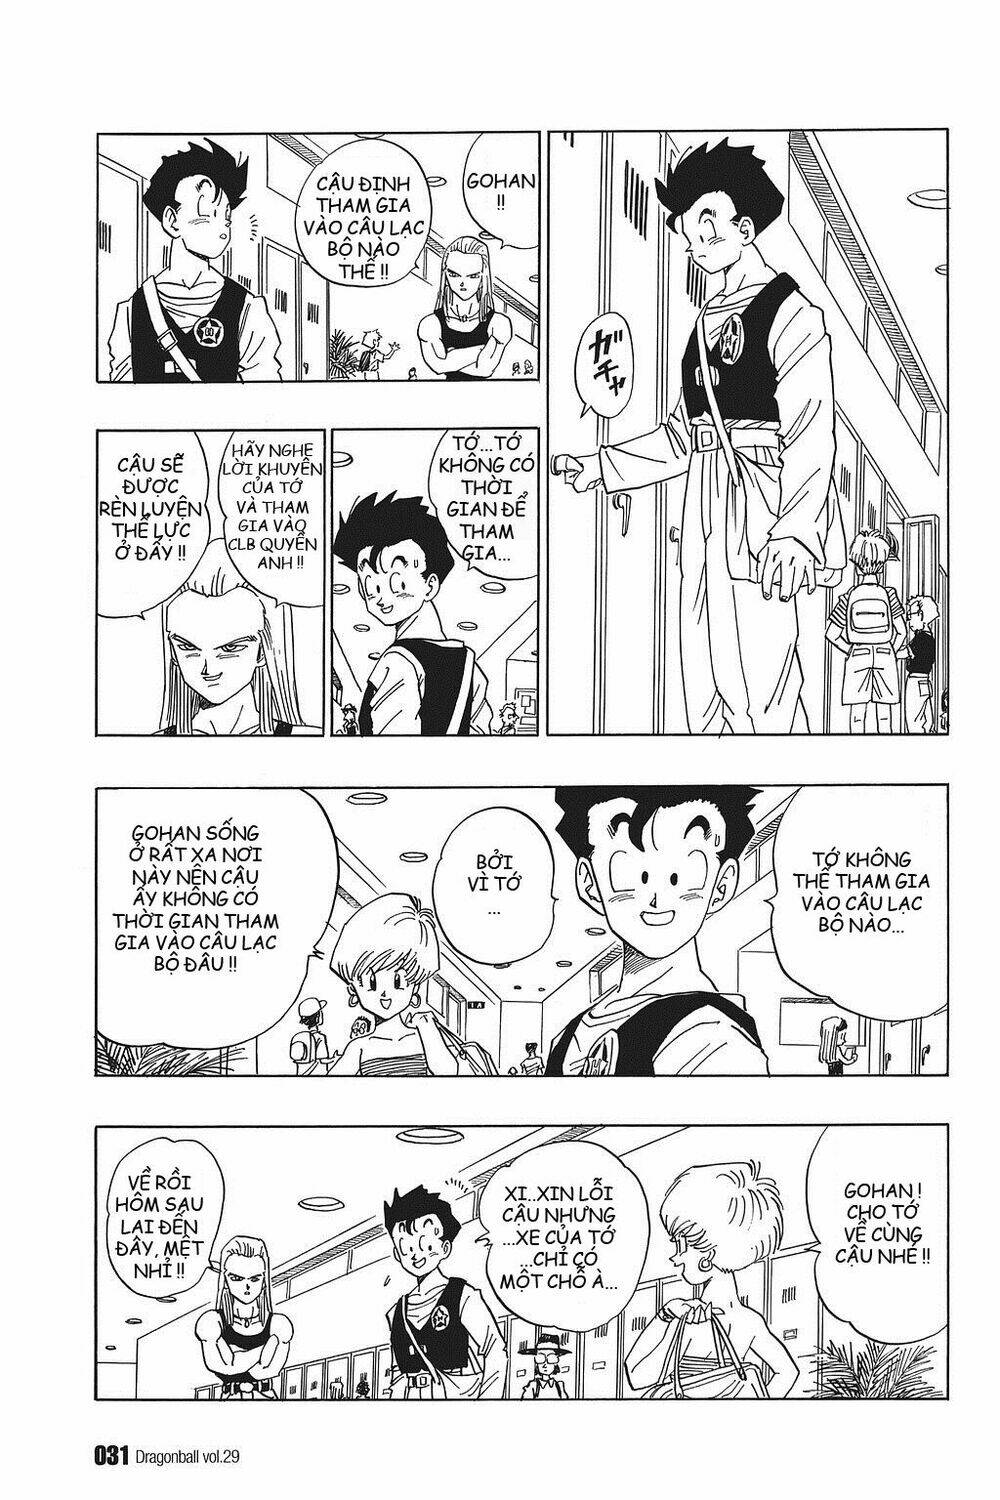 ガチャ
GOHAN
!!
CẬU ĐỊNH
THAM GIA
VÀO CÂU LẠC
BỘ NÀO
THẾ !!
TỚ...TỚ
KHÔNG CÓ
THỜI
GIAN ĐỂ
THAM
GIA...
HÃY NGHE
LỜI KHUYÊN
CỦA TỚ
VÀ THAM
GIA VÀO
CLB QUYỀN
ANH !!
CẬU SẼ
ĐƯỢC
RÈN LUYỆN
THỂ LỰC
Ở ĐẤY !!
TỚ KHÔNG
THỂ THAM GIA
VÀO CÂU LẠC
BỘ NÀO...
BỞI
VÌ TỚ
...
GOHAN SỐNG
Ở RẤT XA NƠI
NÀY NÊN CẬU
ẤY KHÔNG CÓ
THỜI GIAN THAM
GIA VÀO CÂU LẠC
BỘ ĐÂU !!
1A
GOHAN !
CHO TỚ
VỀ CÙNG
CẬU NHÉ !!
XI..XIN LỖI
CẬU NHƯNG
...XE CỦA TỚ
CHỈ CÓ
MỘT CHỖ À...
VỀ RỒI
HÔM SAU
LẠI ĐẾN
ĐÂY, MỆT
NHỈ !!
031 Dragonball vol.29